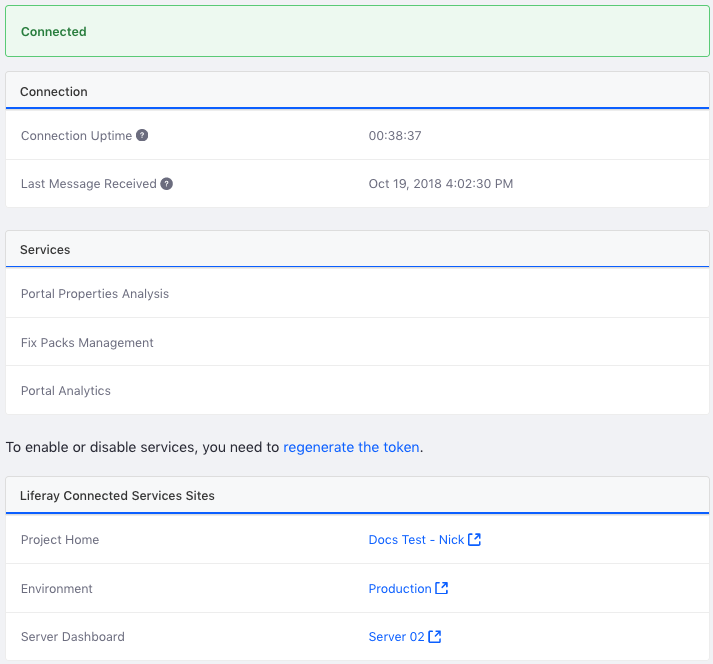 Connected
Connection
Connection Uptime ?
00:38:37
Last Message Received ?
Oct 19, 2018 4:02:30 PM
Services
Portal Properties Analysis
Fix Packs Management
Portal Analytics
To enable or disable services, you need to regenerate the token.
Liferay Connected Services Sites
Project Home
Docs Test - Nick
Environment
Production
Server Dashboard
Server 02